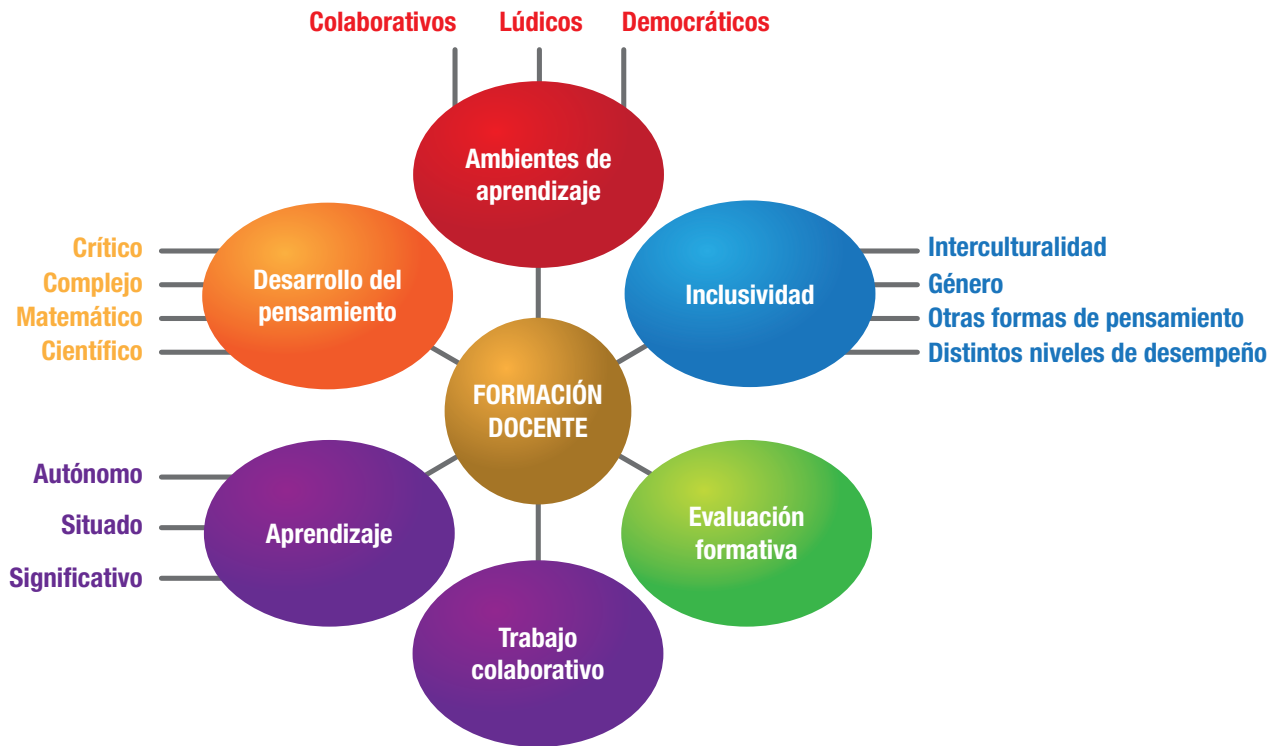 Colaborativos
Lúdicos
Democráticos
Ambientes de
aprendizaje
Crítico
Complejo
Matemático
Científico
Desarrollo del
pensamiento
Inclusividad
Interculturalidad
Género
Otras formas de pensamiento
Distintos niveles de desempeño
FORMACIÓN
DOCENTE
Autónomo
Situado
Significativo
Aprendizaje
Evaluación
formativa
Trabajo
colaborativo